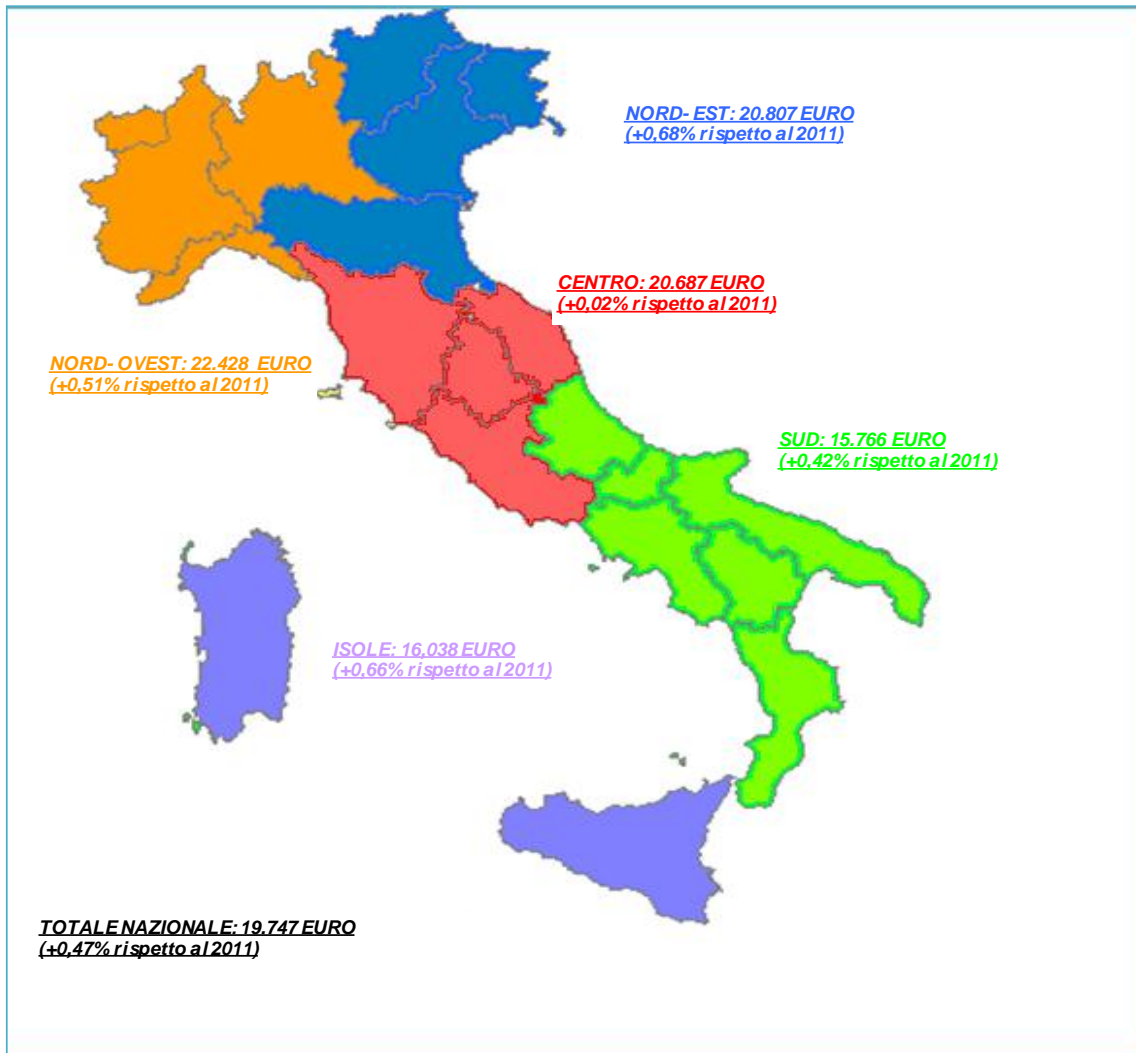 NORD- EST: 20.807 EURO
(+0,68% rispetto al 2011)
CENTRO: 20.687 EURO
(+0,02% rispetto al 2011)
NORD- OVEST: 22.428 EURO
(+0,51% rispetto al 2011)
SUD: 15.766 EURO
(+0,42% rispetto al 2011)
ISOLE: 16,038 EURO
(+0,66% rispetto al 2011)
TOTALE NAZIONALE: 19.747 EURO
(+0,47% rispetto al 2011)